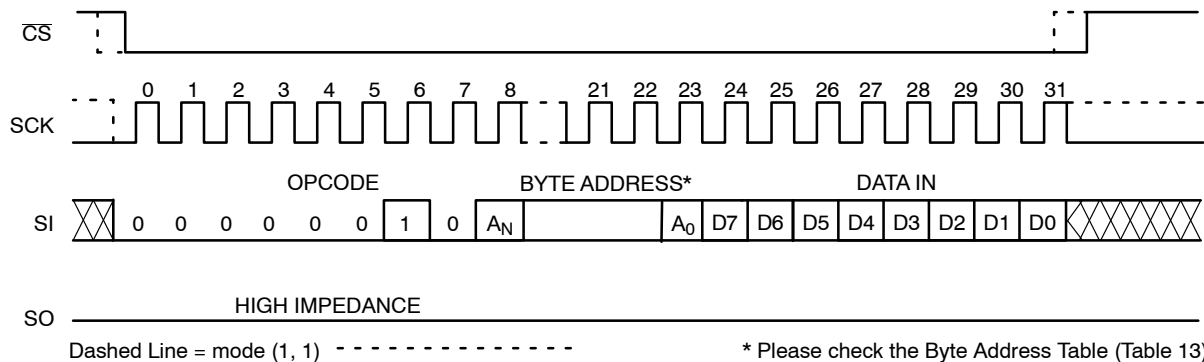 CS
0 1 2 3 4 5 6 7 8 21 22 23 24 25 26 27 28 29 30 31
SCK
OPCODE BYTE ADDRESS* DATA IN
SI 0 0 0 0 0 0 1 0 AN A0 D7 D6 D5 D4 D3 D2 D1 D0
HIGH IMPEDANCE
SO
Dashed Line = mode (1, 1) * Please check the Byte Address Table (Table 13)